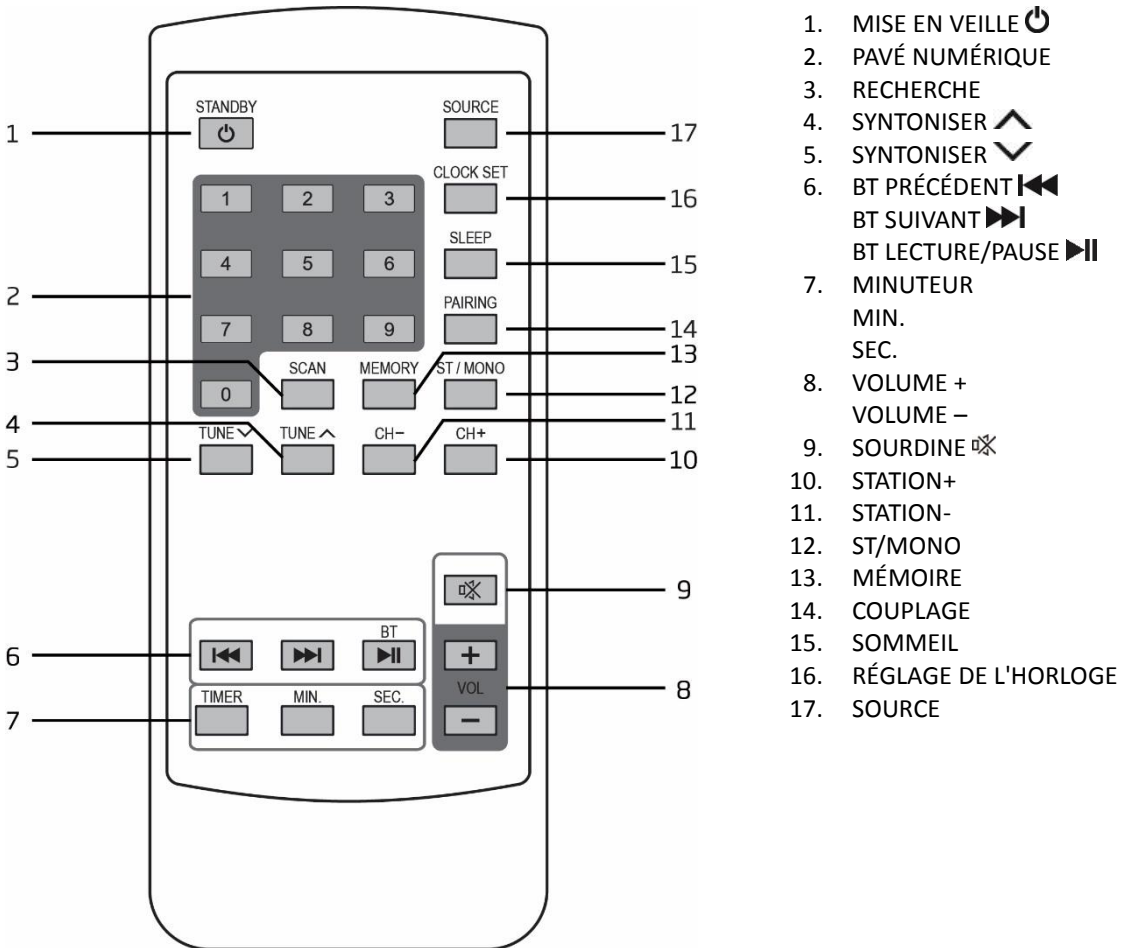 STANDBY SOURCE
1 17
CLOCK SET
1 2 3 16
SLEEP
4 5 6 15
2 PAIRING
7 8 9 14
13
3 SCAN MEMORY ST / MONO
0 12
4 11
TUNE TUNE CH− CH+
5 10
9
BT
6 +
VOL 8
7 TIMER MIN. SEC. −
1. MISE EN VEILLE
2. PAVÉ NUMÉRIQUE
3. RECHERCHE
4. SYNTONISER
5. SYNTONISER
6. BT PRÉCÉDENT
BT SUIVANT
BT LECTURE/PAUSE
7. MINUTEUR
MIN.
SEC.
8. VOLUME +
VOLUME –
9. SOURDINE
10. STATION+
11. STATION-
12. ST/MONO
13. MÉMOIRE
14. COUPLAGE
15. SOMMEIL
16. RÉGLAGE DE L'HORLOGE
17. SOURCE